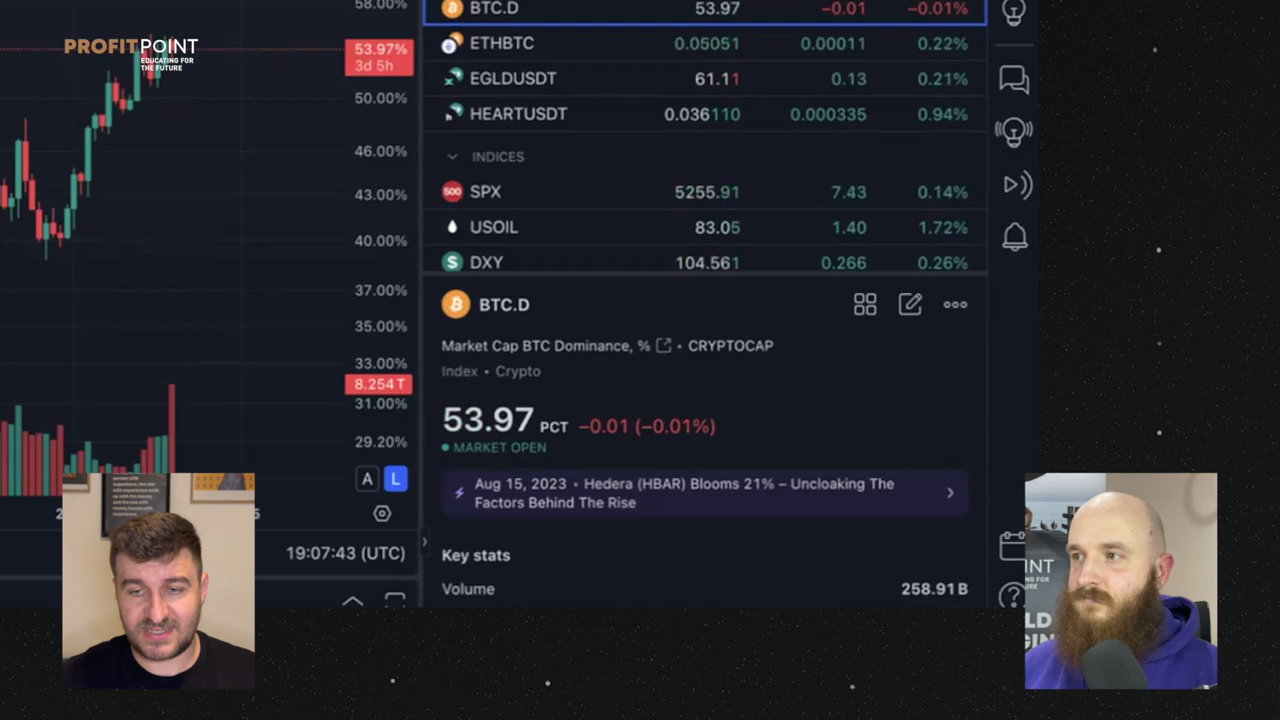 PROFITPOINT
EDUCATING FOR
THE FUTURE
58.00%
53.97%
3d 5h
50.00%
46.00%
43.00%
40.00%
37.00%
35.00%
33.00%
8.254 T
31.00%
29.20%
A
L
19:07:43 (UTC)
BTC.D 53.97 −0.01 −0.01%
ETHBTC 0.05051 0.00011 0.22%
EGLDUSDT 61.11 0.13 0.21%
HEARTUSDT 0.036110 0.000335 0.94%
INDICES
SPX 5255.91 7.43 0.14%
USOIL 83.05 1.40 1.72%
DXY 104.561 0.266 0.26%
BTC.D
Market Cap BTC Dominance, % • CRYPTOCAP
Index • Crypto
53.97 PCT −0.01 (−0.01%)
MARKET OPEN
Aug 15, 2023 • Hedera (HBAR) Blooms 21% – Uncloaking The
Factors Behind The Rise
Key stats
Volume 258.91 B